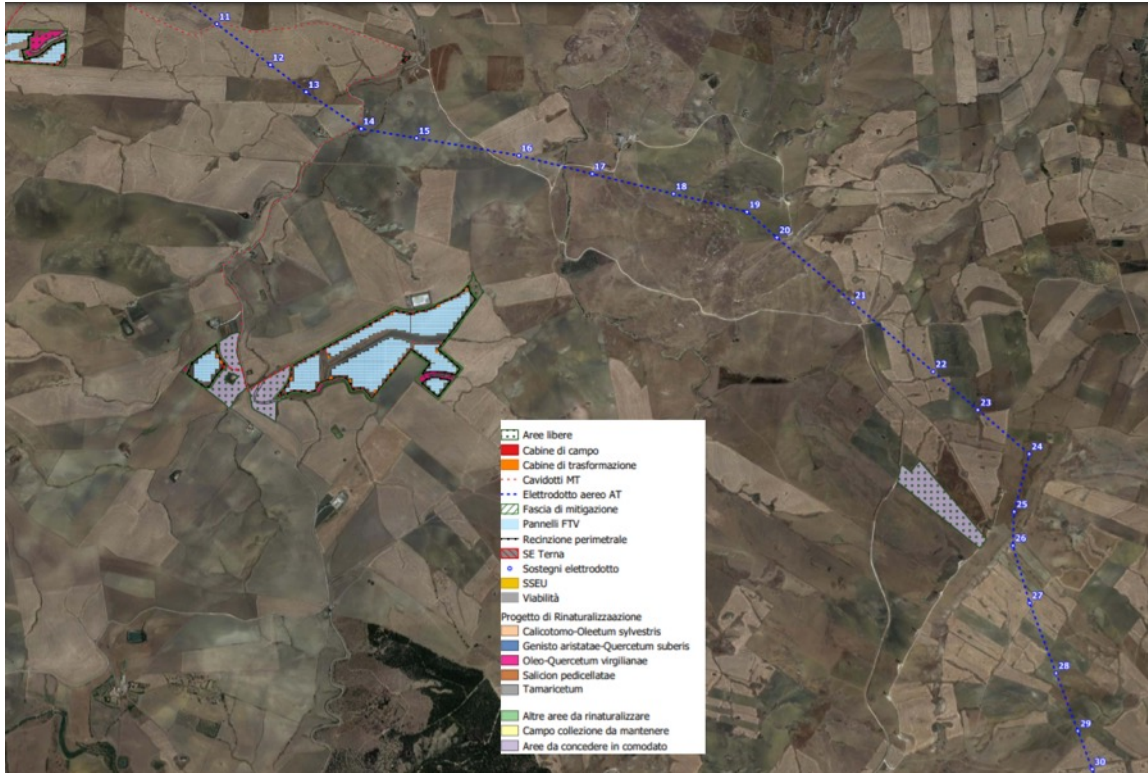 11
12
13
14
15
16
17
18
19
20
21
22
23
24
25
26
27
28
29
30
Aree libere
Cabine di campo
Cabine di trasformazione
Cavidotti MT
Elettrodotto aereo AT
Fascia di mitigazione
Pannelli FTV
Recinzione perimetrale
SE Terna
Sostegni elettrodotto
SSEU
Viabilità
Progetto di Rinaturalizzaazione
Calicotomo-Oleetum sylvestris
Genisto aristatae-Quercetum suberis
Oleo-Quercetum virgilianae
Salicion pedicellatae
Tamaricetum
Altre aree da rinaturalizzare
Campo collezione da mantenere
Aree da concedere in comodato